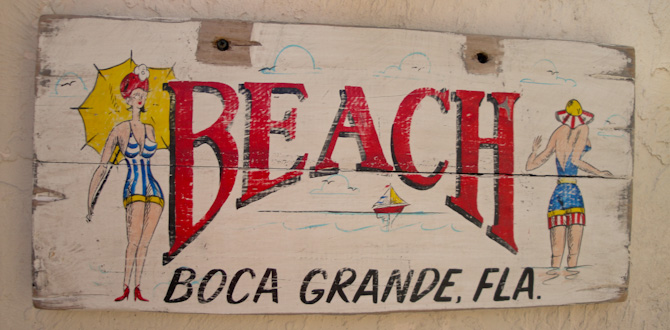 BEACH
BOCA GRANDE, FLA.